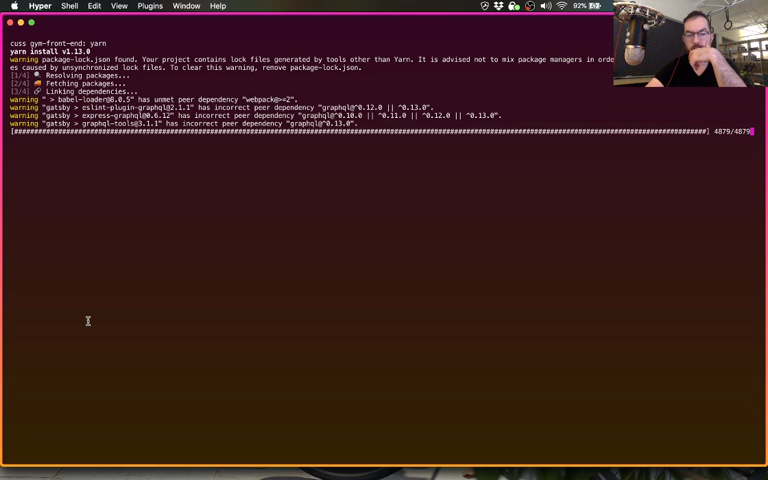 Hyper Shell Edit View Plugins Window Help
92%
cuss gym-front-end: yarn
yarn install v1.13.0
warning package-lock.json found. Your project contains lock files generated by tools other than Yarn. It is advised not to mix package managers in orde
es caused by unsynchronized lock files. To clear this warning, remove package-lock.json.
[1/4] Resolving packages...
[2/4] Fetching packages...
[3/4] Linking dependencies...
warning " > babel-loader@8.0.5" has unmet peer dependency "webpack@>=2".
warning "gatsby > eslint-plugin-graphql@2.1.1" has incorrect peer dependency "graphql@^0.12.0 || ^0.13.0".
warning "gatsby > express-graphql@0.6.12" has incorrect peer dependency "graphql@^0.10.0 || ^0.11.0 || ^0.12.0 || ^0.13.0".
warning "gatsby > graphql-tools@3.1.1" has incorrect peer dependency "graphql@^0.13.0".
4879/4879